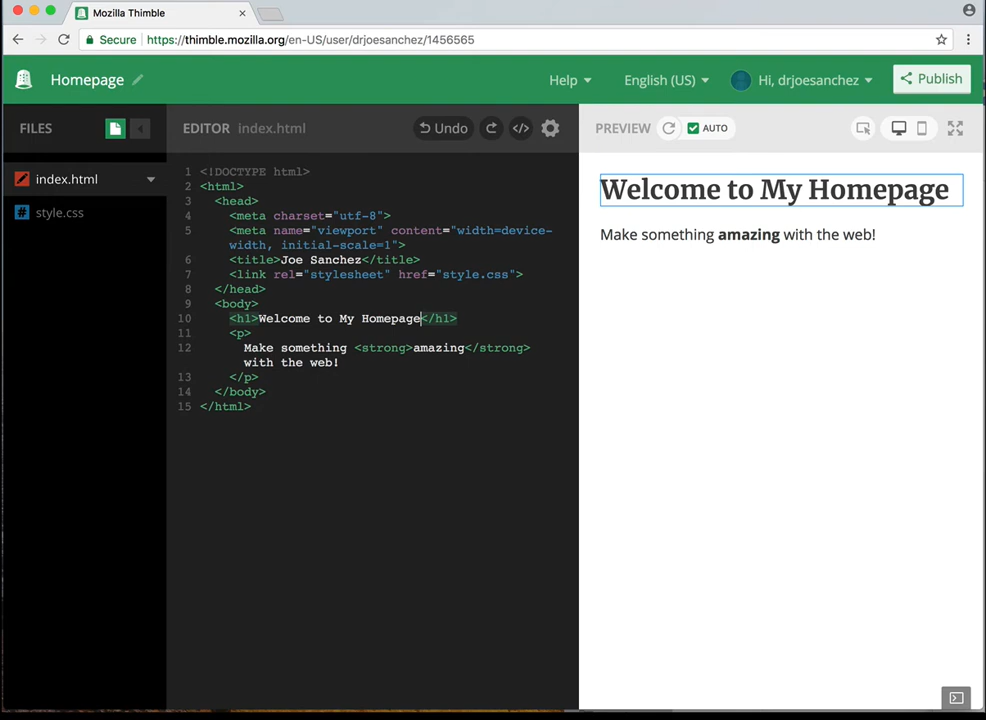 Mozilla Thimble
Secure https://thimble.mozilla.org/en-US/user/drjoesanchez/1456565
Homepage Help English (US) Hi, drjoesanchez Publish
FILES EDITOR index.html Undo PREVIEW AUTO
index.html
style.css
1 <!DOCTYPE html>
2 <html>
3 <head>
4 <meta charset="utf-8">
5 <meta name="viewport" content="width=device-
width, initial-scale=1">
6 <title>Joe Sanchez</title>
7 <link rel="stylesheet" href="style.css">
8 </head>
9 <body>
10 <h1>Welcome to My Homepage</h1>
11 <p>
12 Make something <strong>amazing</strong>
with the web!
13 </p>
14 </body>
15 </html>
Welcome to My Homepage
Make something amazing with the web!